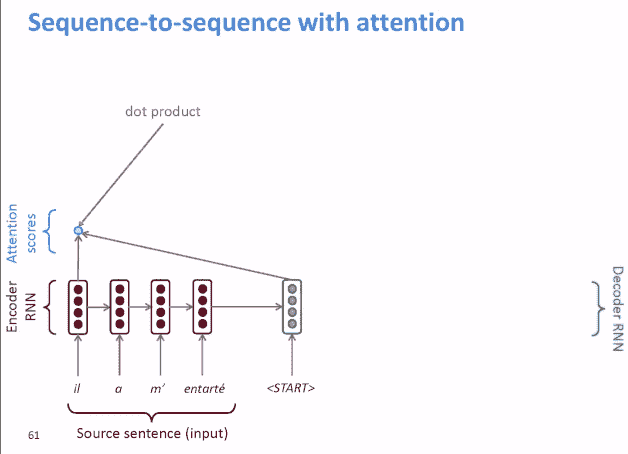 Sequence-to-sequence with attention
dot product
Attention
scores
Encoder
RNN
Decoder RNN
il a m' entarté <START>
Source sentence (input)
61